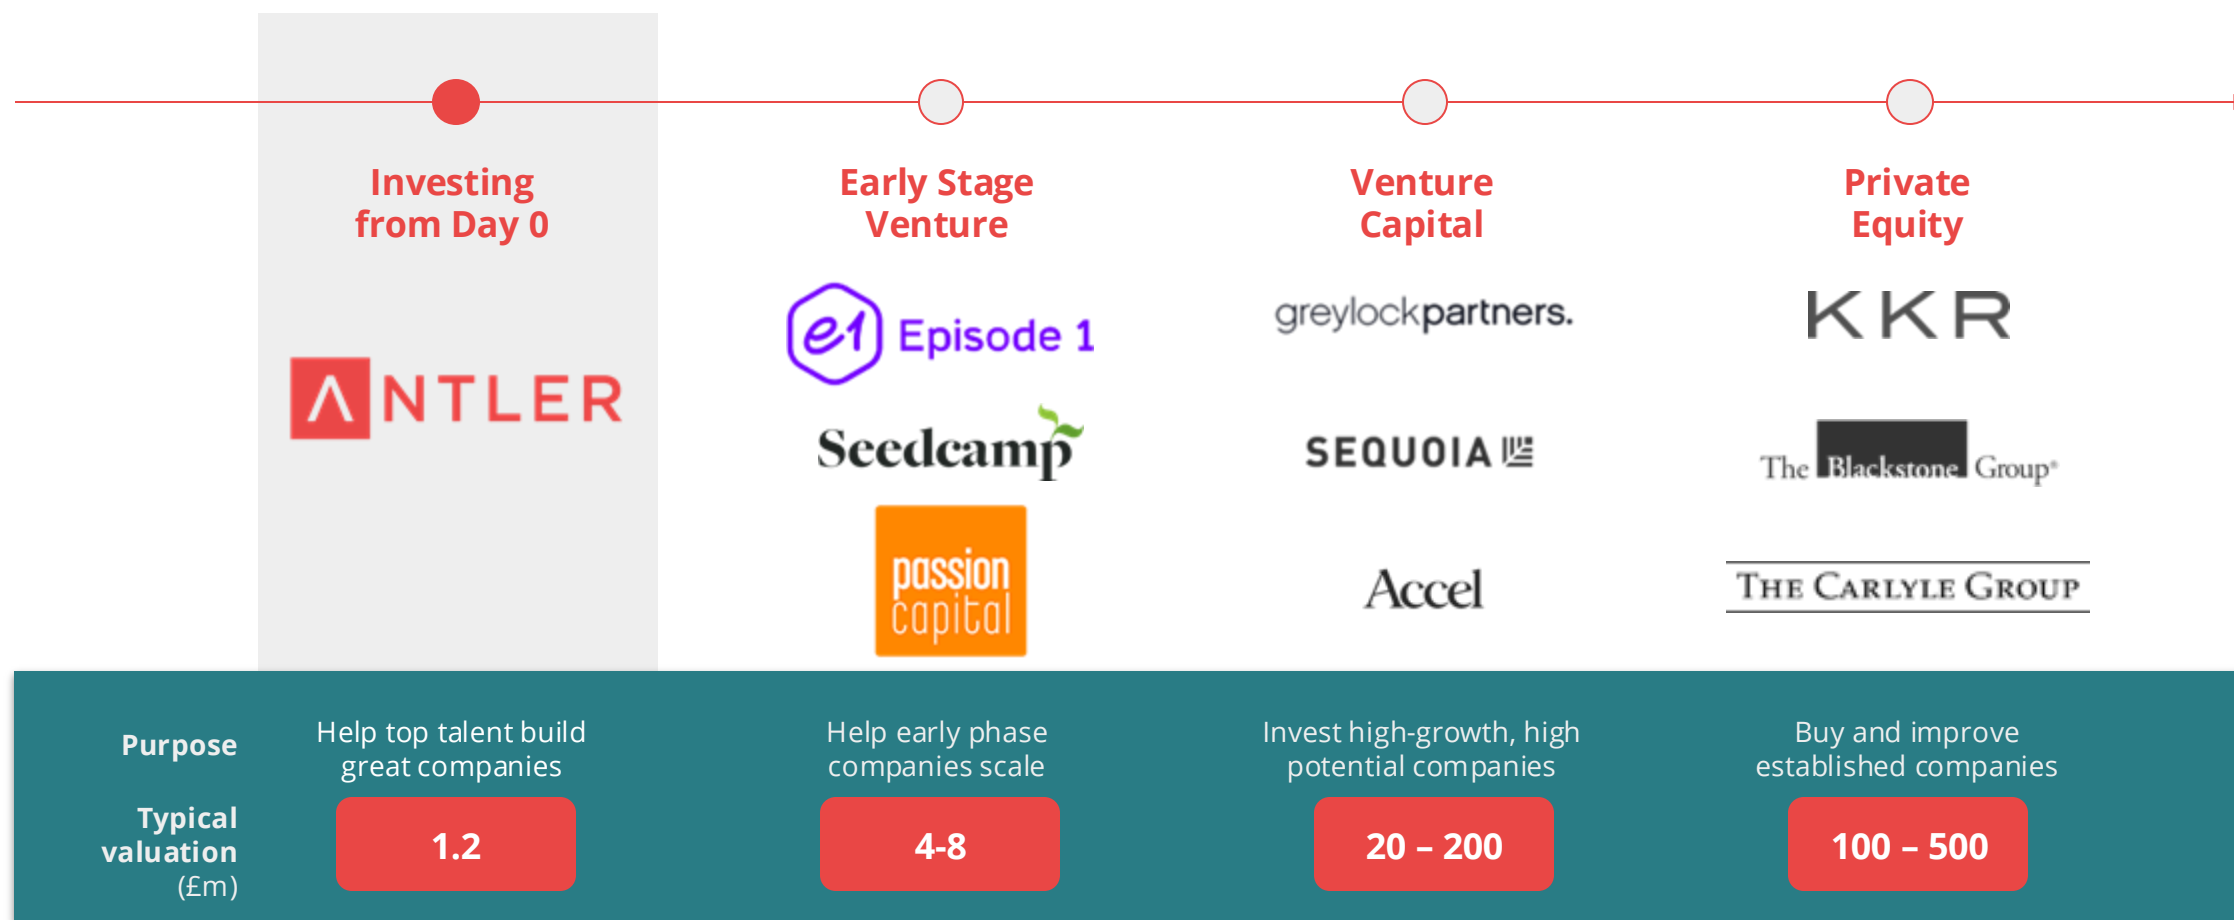 Investing
from Day 0
ANTLER
Early Stage
Venture
e1 Episode 1
Seedcamp
passion
capital
Venture
Capital
greylockpartners.
SEQUOIA
Accel
Private
Equity
KKR
The Blackstone Group®
THE CARLYLE GROUP
Purpose
Help top talent build
great companies
Help early phase
companies scale
Invest high-growth, high
potential companies
Buy and improve
established companies
Typical
valuation
(£m)
1.2
4-8
20 – 200
100 – 500